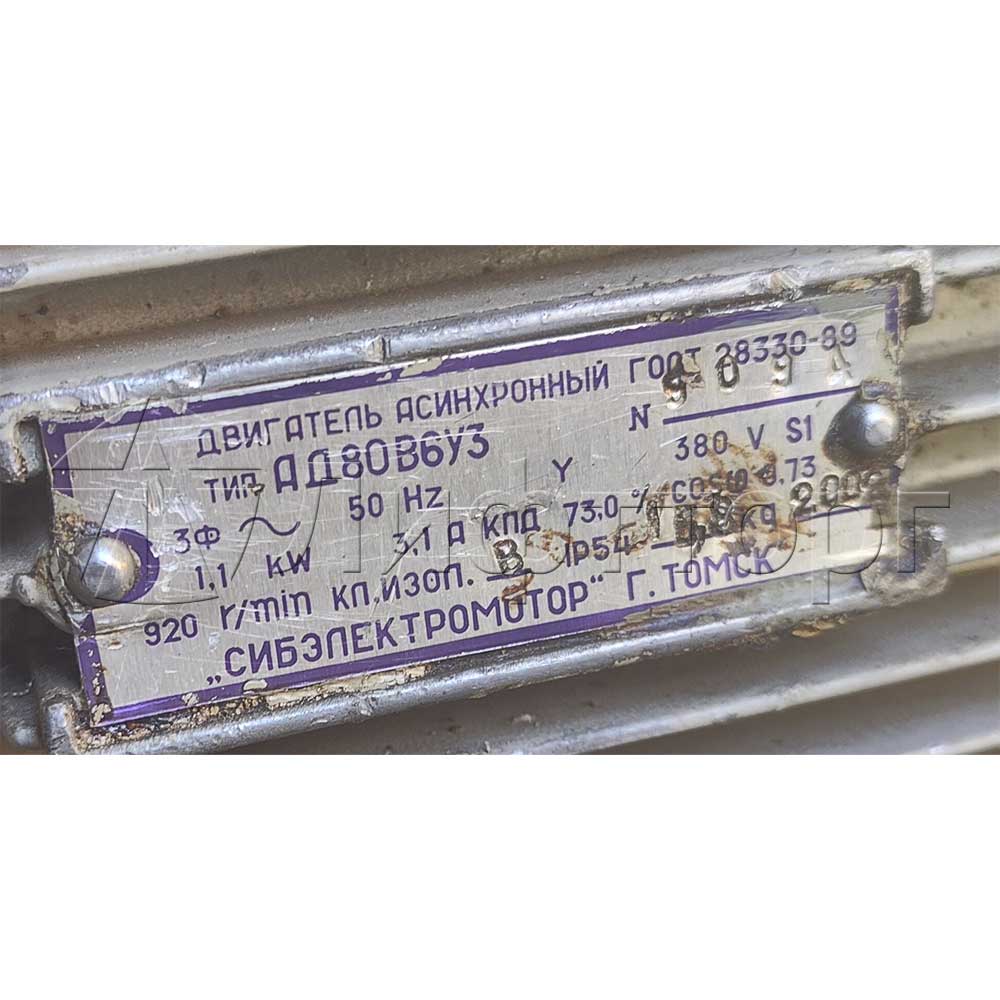 ДВИГАТЕЛЬ АСИНХРОННЫЙ ГОСТ 28330-89
ТИП АД80В6У3 N 9094
3Ф ~ 50 Hz Y 380 V S1
1,1 kW 3,1 А КПД 73,0 % COSφ 0,73
920 r/min КЛ.ИЗОЛ. B IP54 kg
„СИБЭЛЕКТРОМОТОР" Г. ТОМСК